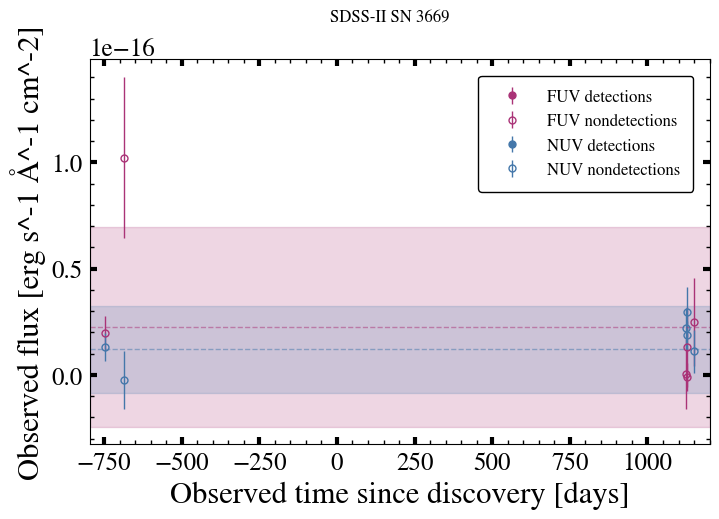 SDSS-II SN 3669
1e−16
FUV detections
FUV nondetections
NUV detections
NUV nondetections
1.0
0.5
0.0
Observed flux [erg s^-1 Å^-1 cm^-2]
−750 −500 −250 0 250 500 750 1000
Observed time since discovery [days]